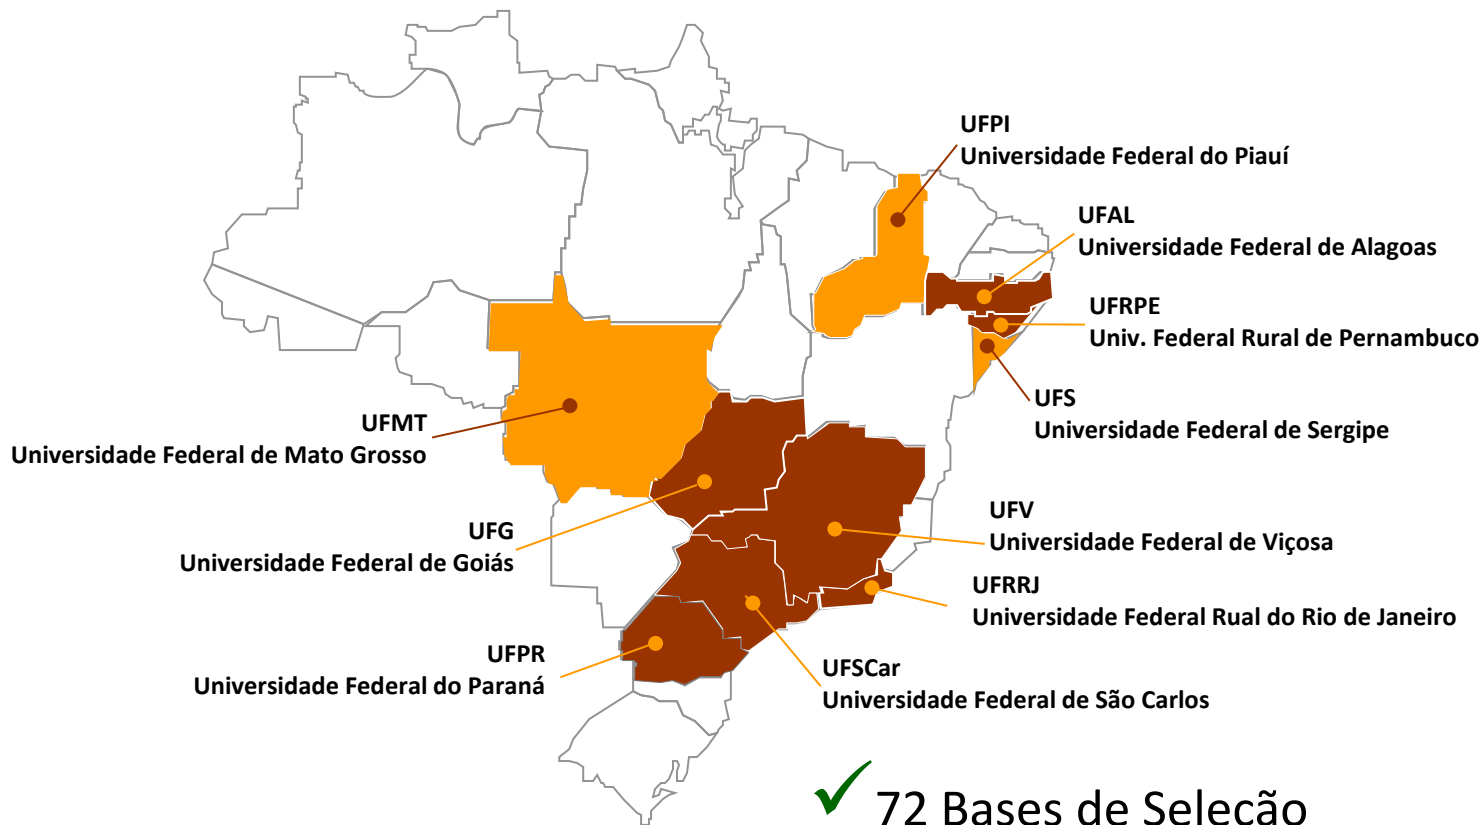 UFPI
Universidade Federal do Piauí
UFAL
Universidade Federal de Alagoas
UFRPE
Univ. Federal Rural de Pernambuco
UFS
Universidade Federal de Sergipe
UFMT
Universidade Federal de Mato Grosso
UFG
Universidade Federal de Goiás
UFV
Universidade Federal de Viçosa
UFRRJ
Universidade Federal Rual do Rio de Janeiro
UFPR
Universidade Federal do Paraná
UFSCar
Universidade Federal de São Carlos
72 Bases de Seleção